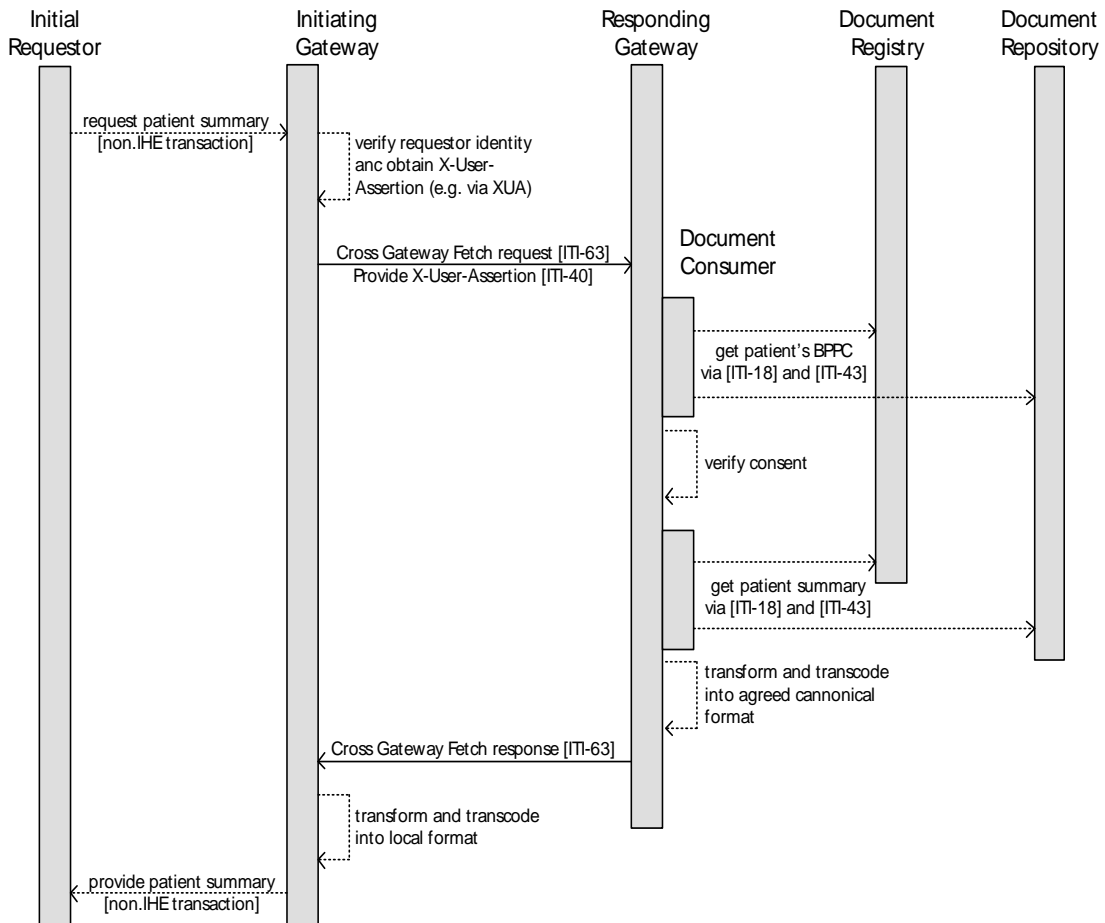 Initial
Requestor
Initiating
Gateway
Responding
Gateway
Document
Registry
Document
Repository
request patient summary
[non.IHE transaction]
verify requestor identity
anc obtain X-User-
Assertion (e.g. via XUA)
Cross Gateway Fetch request [ITI-63]
Provide X-User-Assertion [ITI-40]
Document
Consumer
get patient's BPPC
via [ITI-18] and [ITI-43]
verify consent
get patient summary
via [ITI-18] and [ITI-43]
transform and transcode
into agreed cannonical
format
Cross Gateway Fetch response [ITI-63]
transform and transcode
into local format
provide patient summary
[non.IHE transaction]